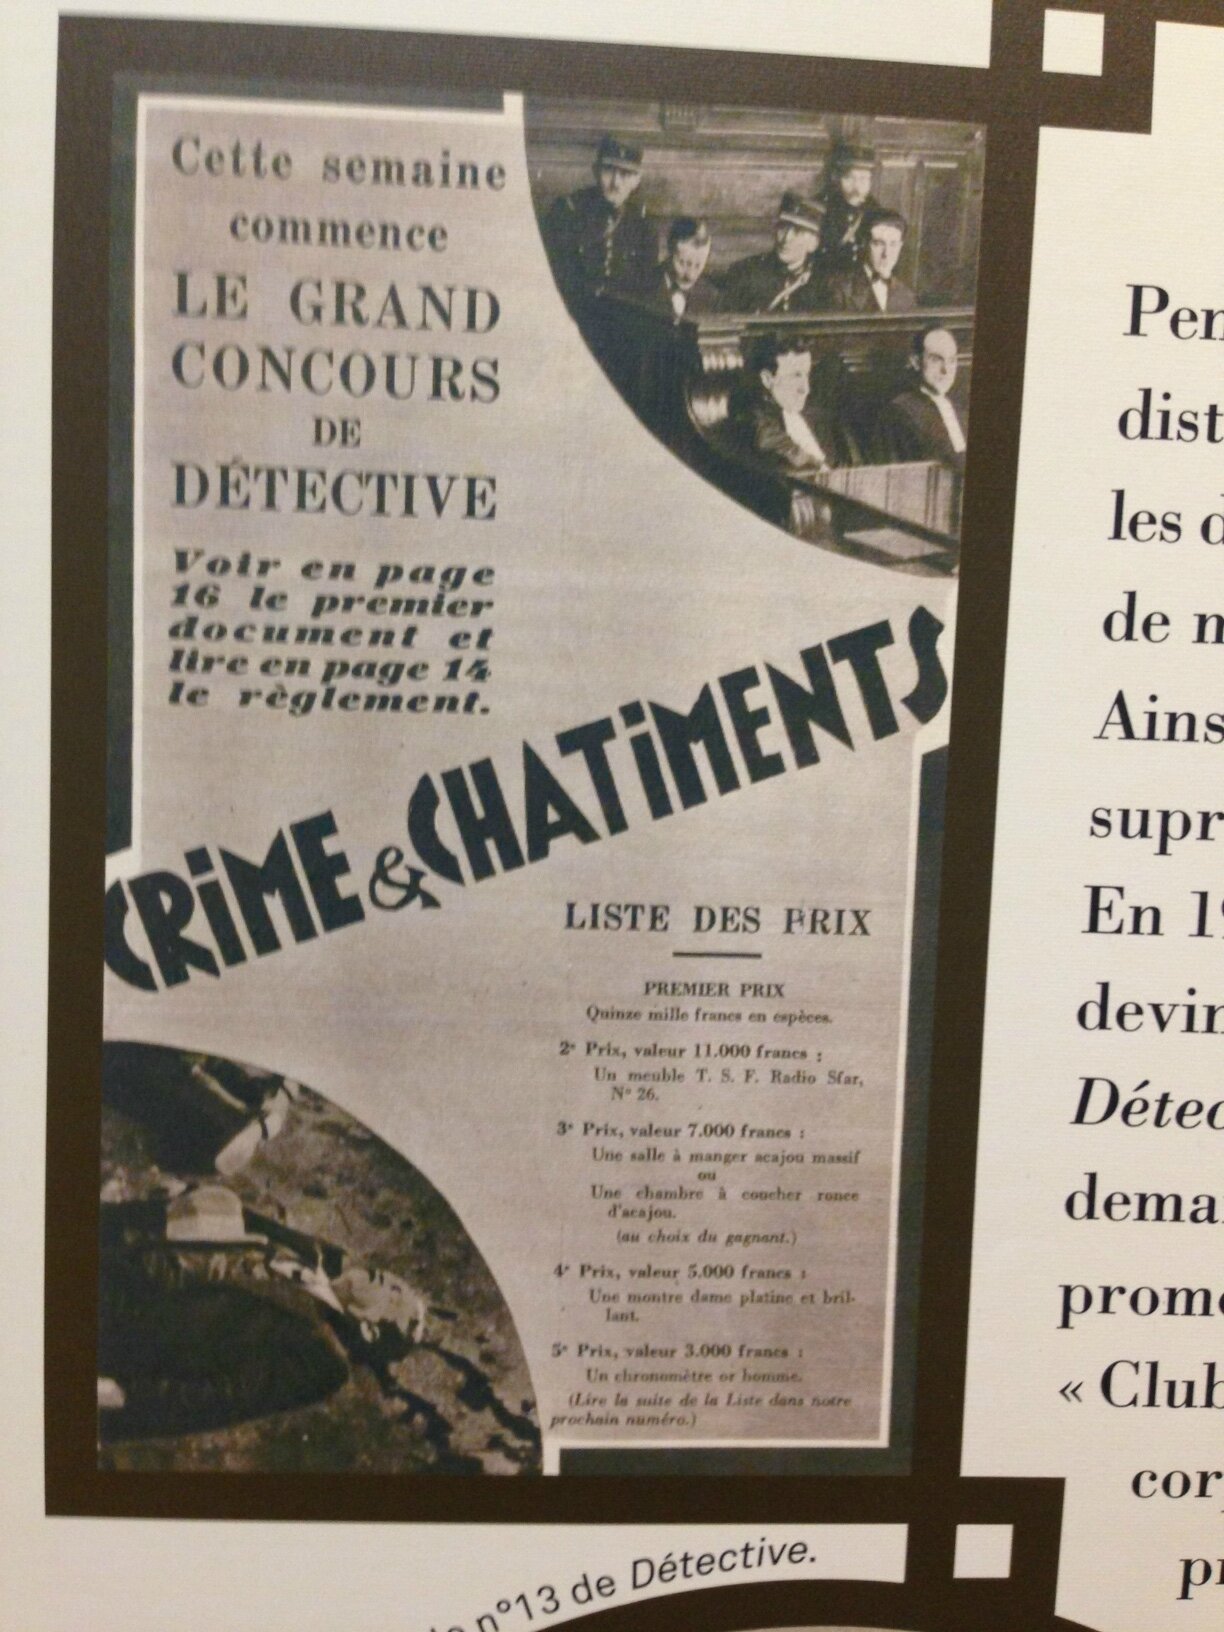 Cette semaine
commence
LE GRAND
CONCOURS
DE
DÉTECTIVE
Voir en page
16 le premier
document et
lire en page 14
le règlement.
CRiME & CHATiMENTS
LISTE DES PRIX
PREMIER PRIX
Quinze mille francs en espèces.
2e Prix, valeur 11.000 francs :
Un meuble T. S. F. Radio Sfar,
N° 26.
3e Prix, valeur 7.000 francs :
Une salle à manger acajou massif
ou
Une chambre à coucher ronce
d'acajou.
(au choix du gagnant.)
4e Prix, valeur 5.000 francs :
Une montre dame platine et bril-
lant.
5e Prix, valeur 3.000 francs :
Un chronomètre or homme.
(Lire la suite de la Liste dans notre
prochain numéro.)
n°13 de Détective.
Pen
dist
les d
de m
Ains
supr
En 19
devin
Détec
demar
prome
« Club
corp
pr